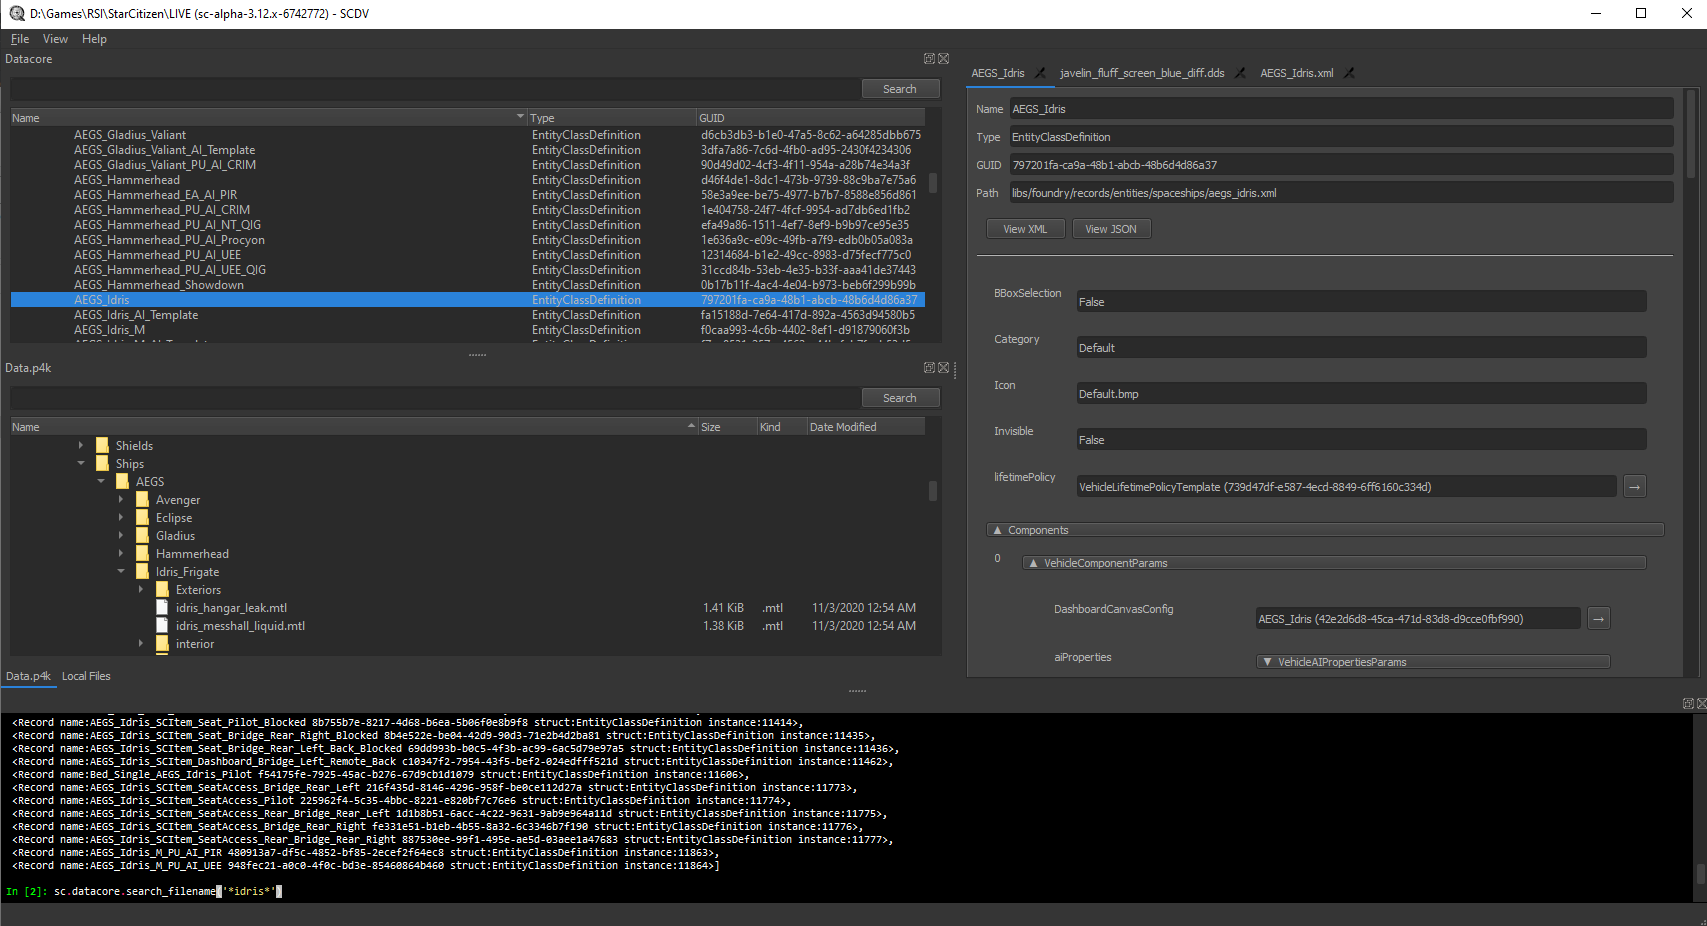 D:\Games\RSI\StarCitizen\LIVE (sc-alpha-3.12.x-6742772) - SCDV
File View Help
Datacore
Search
Name Type GUID
AEGS_Gladius_Valiant EntityClassDefinition d6cb3db3-b1e0-47a5-8c62-a64285dbb675
AEGS_Gladius_Valiant_AI_Template EntityClassDefinition 3dfa7a86-7c6d-4fb0-ad95-2430f4234306
AEGS_Gladius_Valiant_PU_AI_CRIM EntityClassDefinition 90d49d02-4cf3-4f11-954a-a28b74e34a3f
AEGS_Hammerhead EntityClassDefinition d46f4de1-8dc1-473b-9739-88c9ba7e75a6
AEGS_Hammerhead_EA_AI_PIR EntityClassDefinition 58e3a9ee-be75-4977-b7b7-8588e856d861
AEGS_Hammerhead_PU_AI_CRIM EntityClassDefinition 1e404758-24f7-4fcf-9954-ad7db6ed1fb2
AEGS_Hammerhead_PU_AI_NT_QIG EntityClassDefinition efa49a86-1511-4ef7-8ef9-b9b97ce95e35
AEGS_Hammerhead_PU_AI_Procyon EntityClassDefinition 1e636a9c-e09c-49fb-a7f9-edb0b05a083a
AEGS_Hammerhead_PU_AI_UEE EntityClassDefinition 12314684-b1e2-49cc-8983-d75fecf775c0
AEGS_Hammerhead_PU_AI_UEE_QIG EntityClassDefinition 31ccd84b-53eb-4e35-b33f-aaa41de37443
AEGS_Hammerhead_Showdown EntityClassDefinition 0b17b11f-4ac4-4e04-b973-beb6f299b99b
AEGS_Idris EntityClassDefinition 797201fa-ca9a-48b1-abcb-48b6d4d86a37
AEGS_Idris_AI_Template EntityClassDefinition fa15188d-7e64-417d-892a-4563d94580b5
AEGS_Idris_M EntityClassDefinition f0caa993-4c6b-4402-8ef1-d91879060f3b
Data.p4k
Search
Name Size Kind Date Modified
Shields
Ships
AEGS
Avenger
Eclipse
Gladius
Hammerhead
Idris_Frigate
Exteriors
idris_hangar_leak.mtl 1.41 KiB .mtl 11/3/2020 12:54 AM
idris_messhall_liquid.mtl 1.38 KiB .mtl 11/3/2020 12:54 AM
interior
Data.p4k Local Files
AEGS_Idris javelin_fluff_screen_blue_diff.dds AEGS_Idris.xml
Name AEGS_Idris
Type EntityClassDefinition
GUID 797201fa-ca9a-48b1-abcb-48b6d4d86a37
Path libs/foundry/records/entities/spaceships/aegs_idris.xml
View XML View JSON
BBoxSelection False
Category Default
Icon Default.bmp
Invisible False
lifetimePolicy VehicleLifetimePolicyTemplate (739d47df-e587-4ecd-8849-6ff6160c334d) →
▲ Components
0 ▲ VehicleComponentParams
DashboardCanvasConfig AEGS_Idris (42e2d6d8-45ca-471d-83d8-d9cce0fbf990) →
aiProperties ▼ VehicleAIPropertiesParams
<Record name:AEGS_Idris_SCItem_Seat_Pilot_Blocked 8b755b7e-8217-4d68-b6ea-5b06f0e8b9f8 struct:EntityClassDefinition instance:11414>,
<Record name:AEGS_Idris_SCItem_Seat_Bridge_Rear_Right_Blocked 8b4e522e-be04-42d9-90d3-71e2b4d2ba81 struct:EntityClassDefinition instance:11435>,
<Record name:AEGS_Idris_SCItem_Seat_Bridge_Rear_Left_Back_Blocked 69dd993b-b0c5-4f3b-ac99-6ac5d79e97a5 struct:EntityClassDefinition instance:11436>,
<Record name:AEGS_Idris_SCItem_Dashboard_Bridge_Left_Remote_Back c10347f2-7954-43f5-bef2-024edfff521d struct:EntityClassDefinition instance:11462>,
<Record name:Bed_Single_AEGS_Idris_Pilot f54175fe-7925-45ac-b276-67d9cb1d1079 struct:EntityClassDefinition instance:11606>,
<Record name:AEGS_Idris_SCItem_SeatAccess_Bridge_Rear_Left 216f435d-8146-4296-958f-be0ce112d27a struct:EntityClassDefinition instance:11773>,
<Record name:AEGS_Idris_SCItem_SeatAccess_Pilot 225962f4-5c35-4bbc-8221-e820bf7c76e6 struct:EntityClassDefinition instance:11774>,
<Record name:AEGS_Idris_SCItem_SeatAccess_Rear_Bridge_Rear_Left 1d1b8b51-6acc-4c22-9631-9ab9e964a11d struct:EntityClassDefinition instance:11775>,
<Record name:AEGS_Idris_SCItem_SeatAccess_Bridge_Rear_Right fe331e51-b1eb-4b55-8a32-6c3346b7f190 struct:EntityClassDefinition instance:11776>,
<Record name:AEGS_Idris_SCItem_SeatAccess_Rear_Bridge_Rear_Right 887530ee-99f1-495e-ae5d-03aee1a47683 struct:EntityClassDefinition instance:11777>,
<Record name:AEGS_Idris_M_PU_AI_PIR 480913a7-df5c-4852-bf85-2ecef2f64ec8 struct:EntityClassDefinition instance:11863>,
<Record name:AEGS_Idris_M_PU_AI_UEE 948fec21-a0c0-4f0c-bd3e-85460864b460 struct:EntityClassDefinition instance:11864>]
In [2]: sc.datacore.search_filename('*idris*')